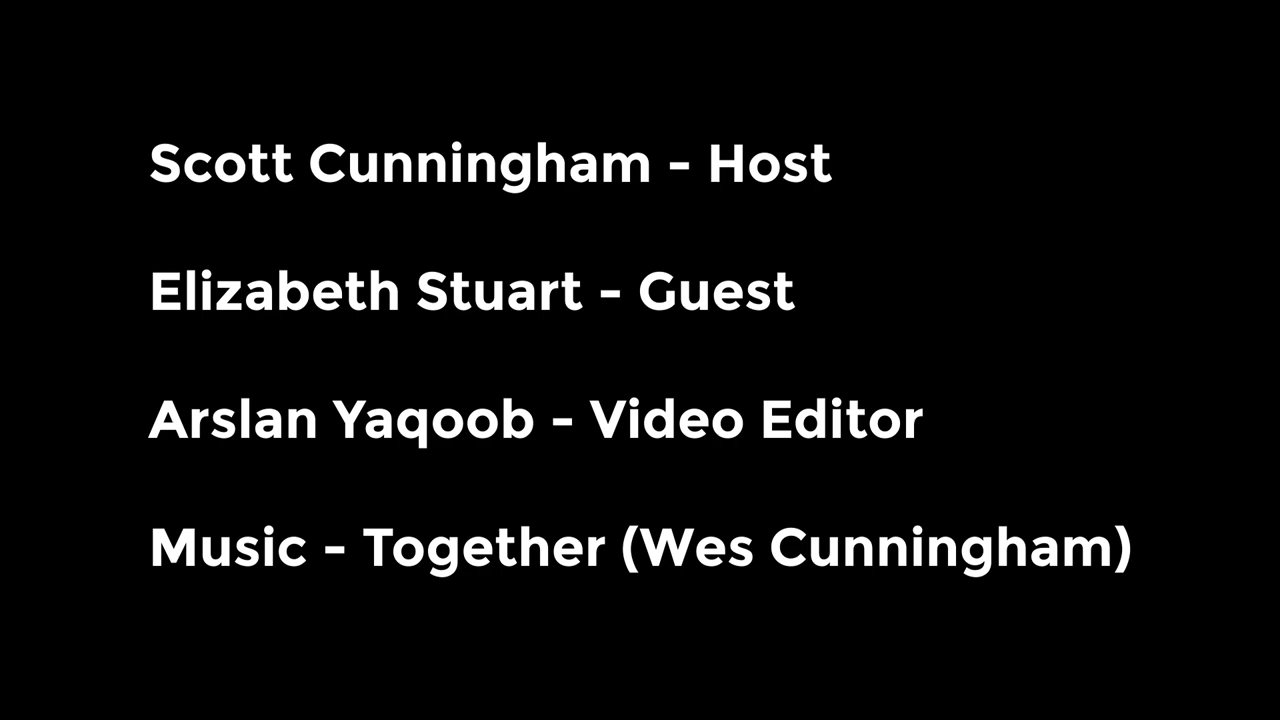 Scott Cunningham - Host
Elizabeth Stuart - Guest
Arslan Yaqoob - Video Editor
Music - Together (Wes Cunningham)